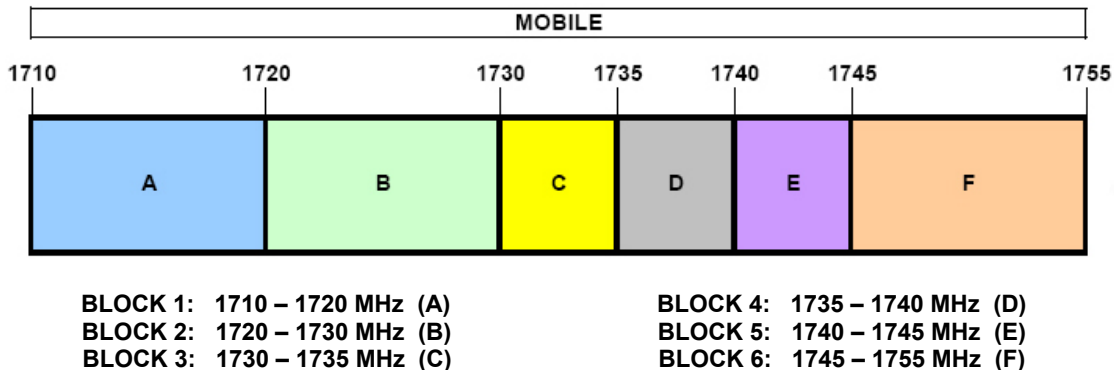 MOBILE
1710 1720 1730 1735 1740 1745 1755
A B C D E F
BLOCK 1: 1710 – 1720 MHz (A)
BLOCK 2: 1720 – 1730 MHz (B)
BLOCK 3: 1730 – 1735 MHz (C)
BLOCK 4: 1735 – 1740 MHz (D)
BLOCK 5: 1740 – 1745 MHz (E)
BLOCK 6: 1745 – 1755 MHz (F)